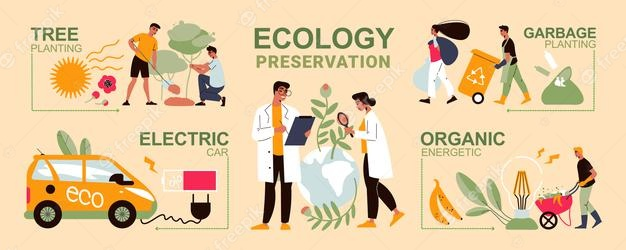 TREE
PLANTING
ECOLOGY
PRESERVATION
GARBAGE
PLANTING
ELECTRIC
CAR
eco
ORGANIC
ENERGETIC